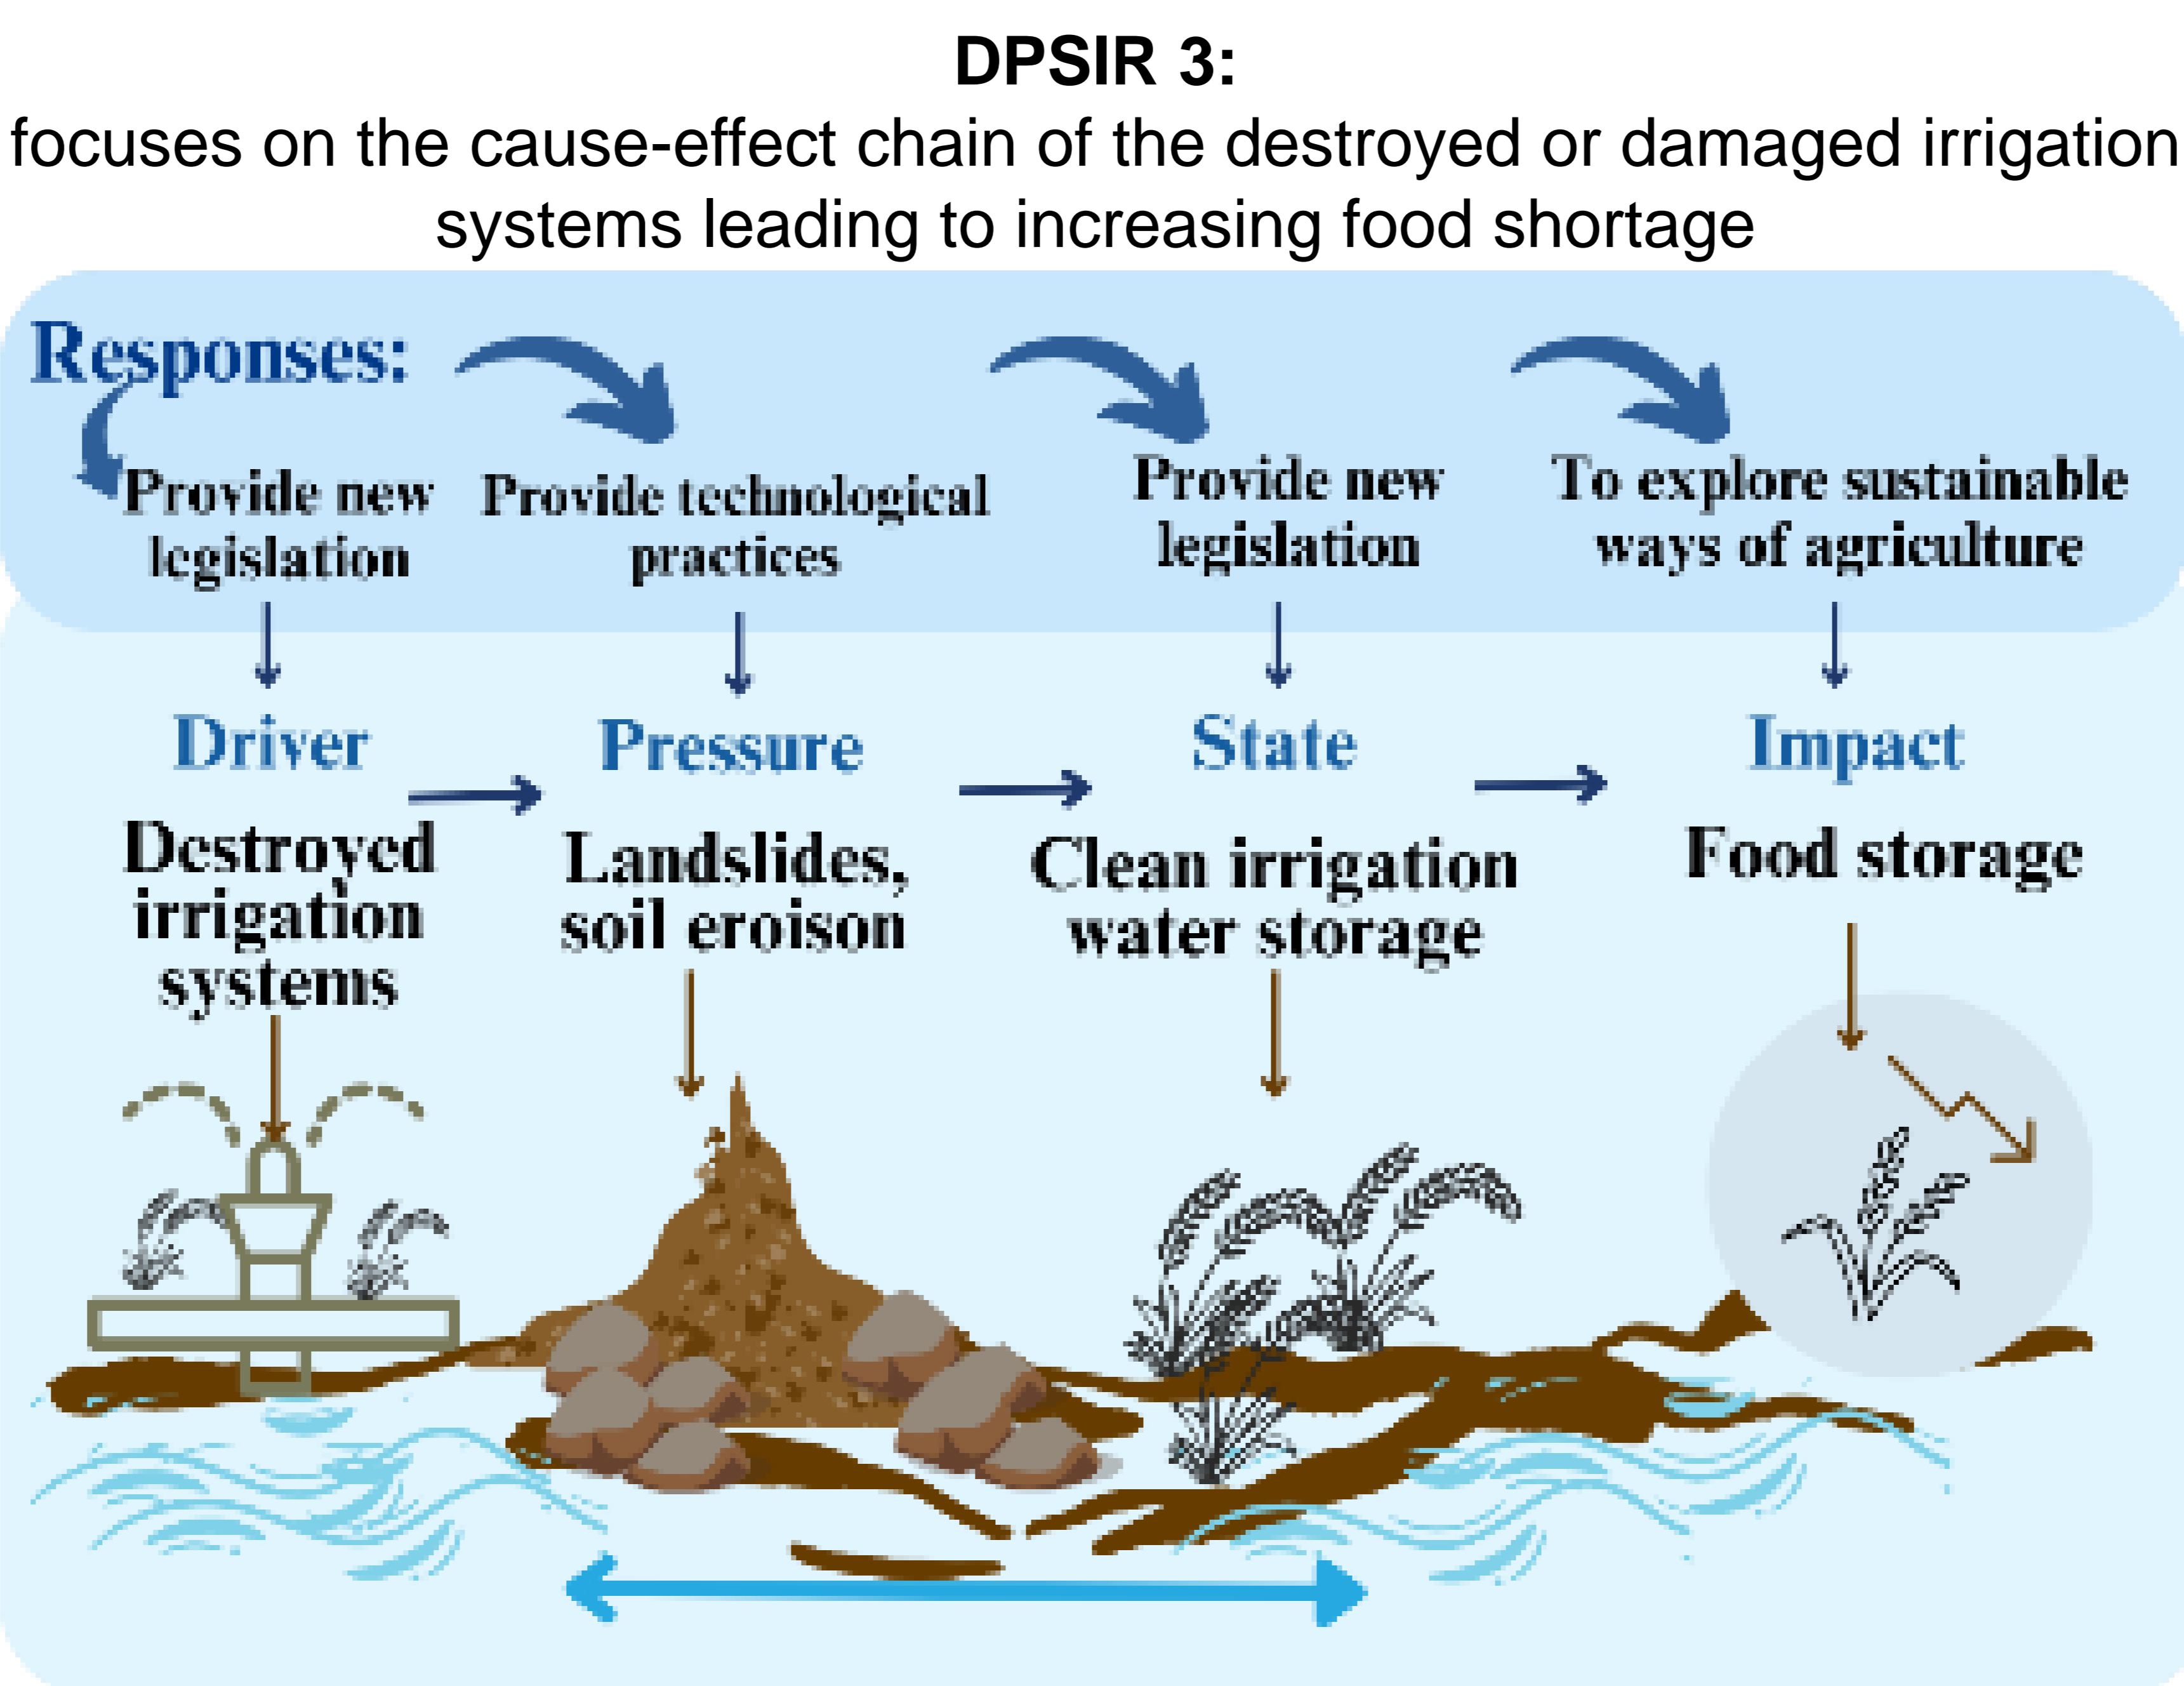 DPSIR 3:
focuses on the cause-effect chain of the destroyed or damaged irrigation
systems leading to increasing food shortage
Responses:
Provide new
legislation
Provide technological
practices
Provide new
legislation
To explore sustainable
ways of agriculture
Driver
Pressure
State
Impact
Destroyed
irrigation
systems
Landslides,
soil eroison
Clean irrigation
water storage
Food storage